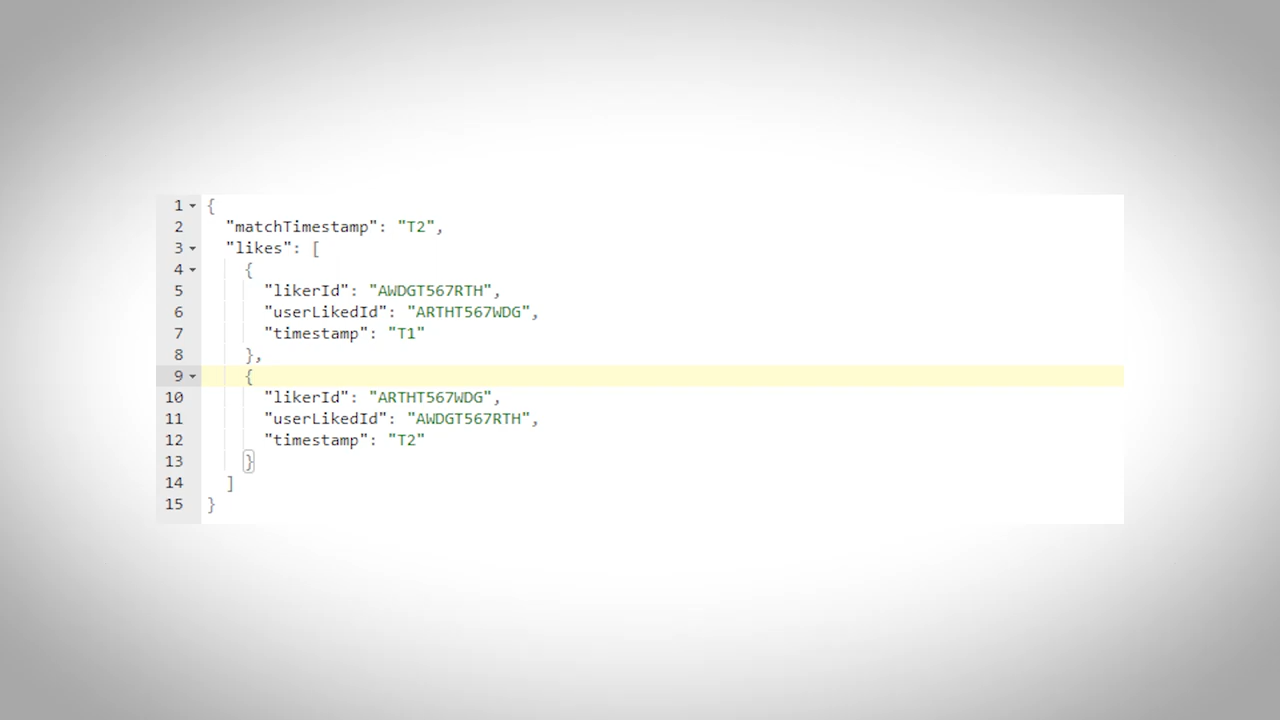 1 {
2 "matchTimestamp": "T2",
3 "likes": [
4 {
5 "likerId": "AWDGT567RTH",
6 "userLikedId": "ARTHT567WDG",
7 "timestamp": "T1"
8 },
9 {
10 "likerId": "ARTHT567WDG",
11 "userLikedId": "AWDGT567RTH",
12 "timestamp": "T2"
13 }
14 ]
15 }